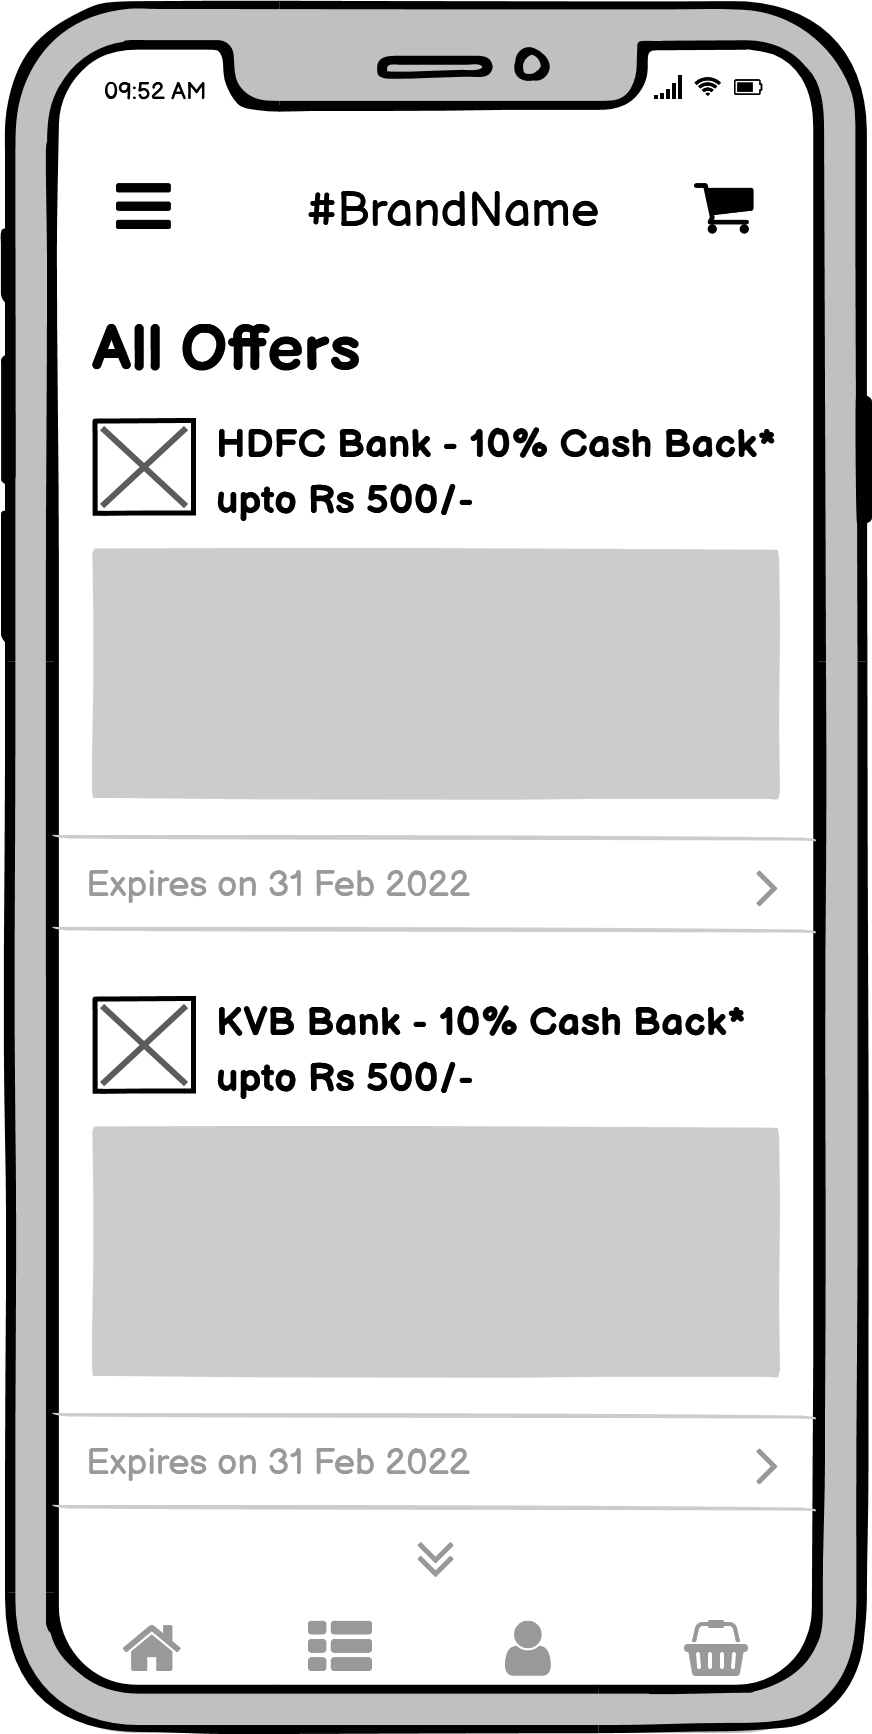 09:52 AM
#BrandName
All Offers
HDFC Bank - 10% Cash Back*
upto Rs 500/-
Expires on 31 Feb 2022
KVB Bank - 10% Cash Back*
upto Rs 500/-
Expires on 31 Feb 2022